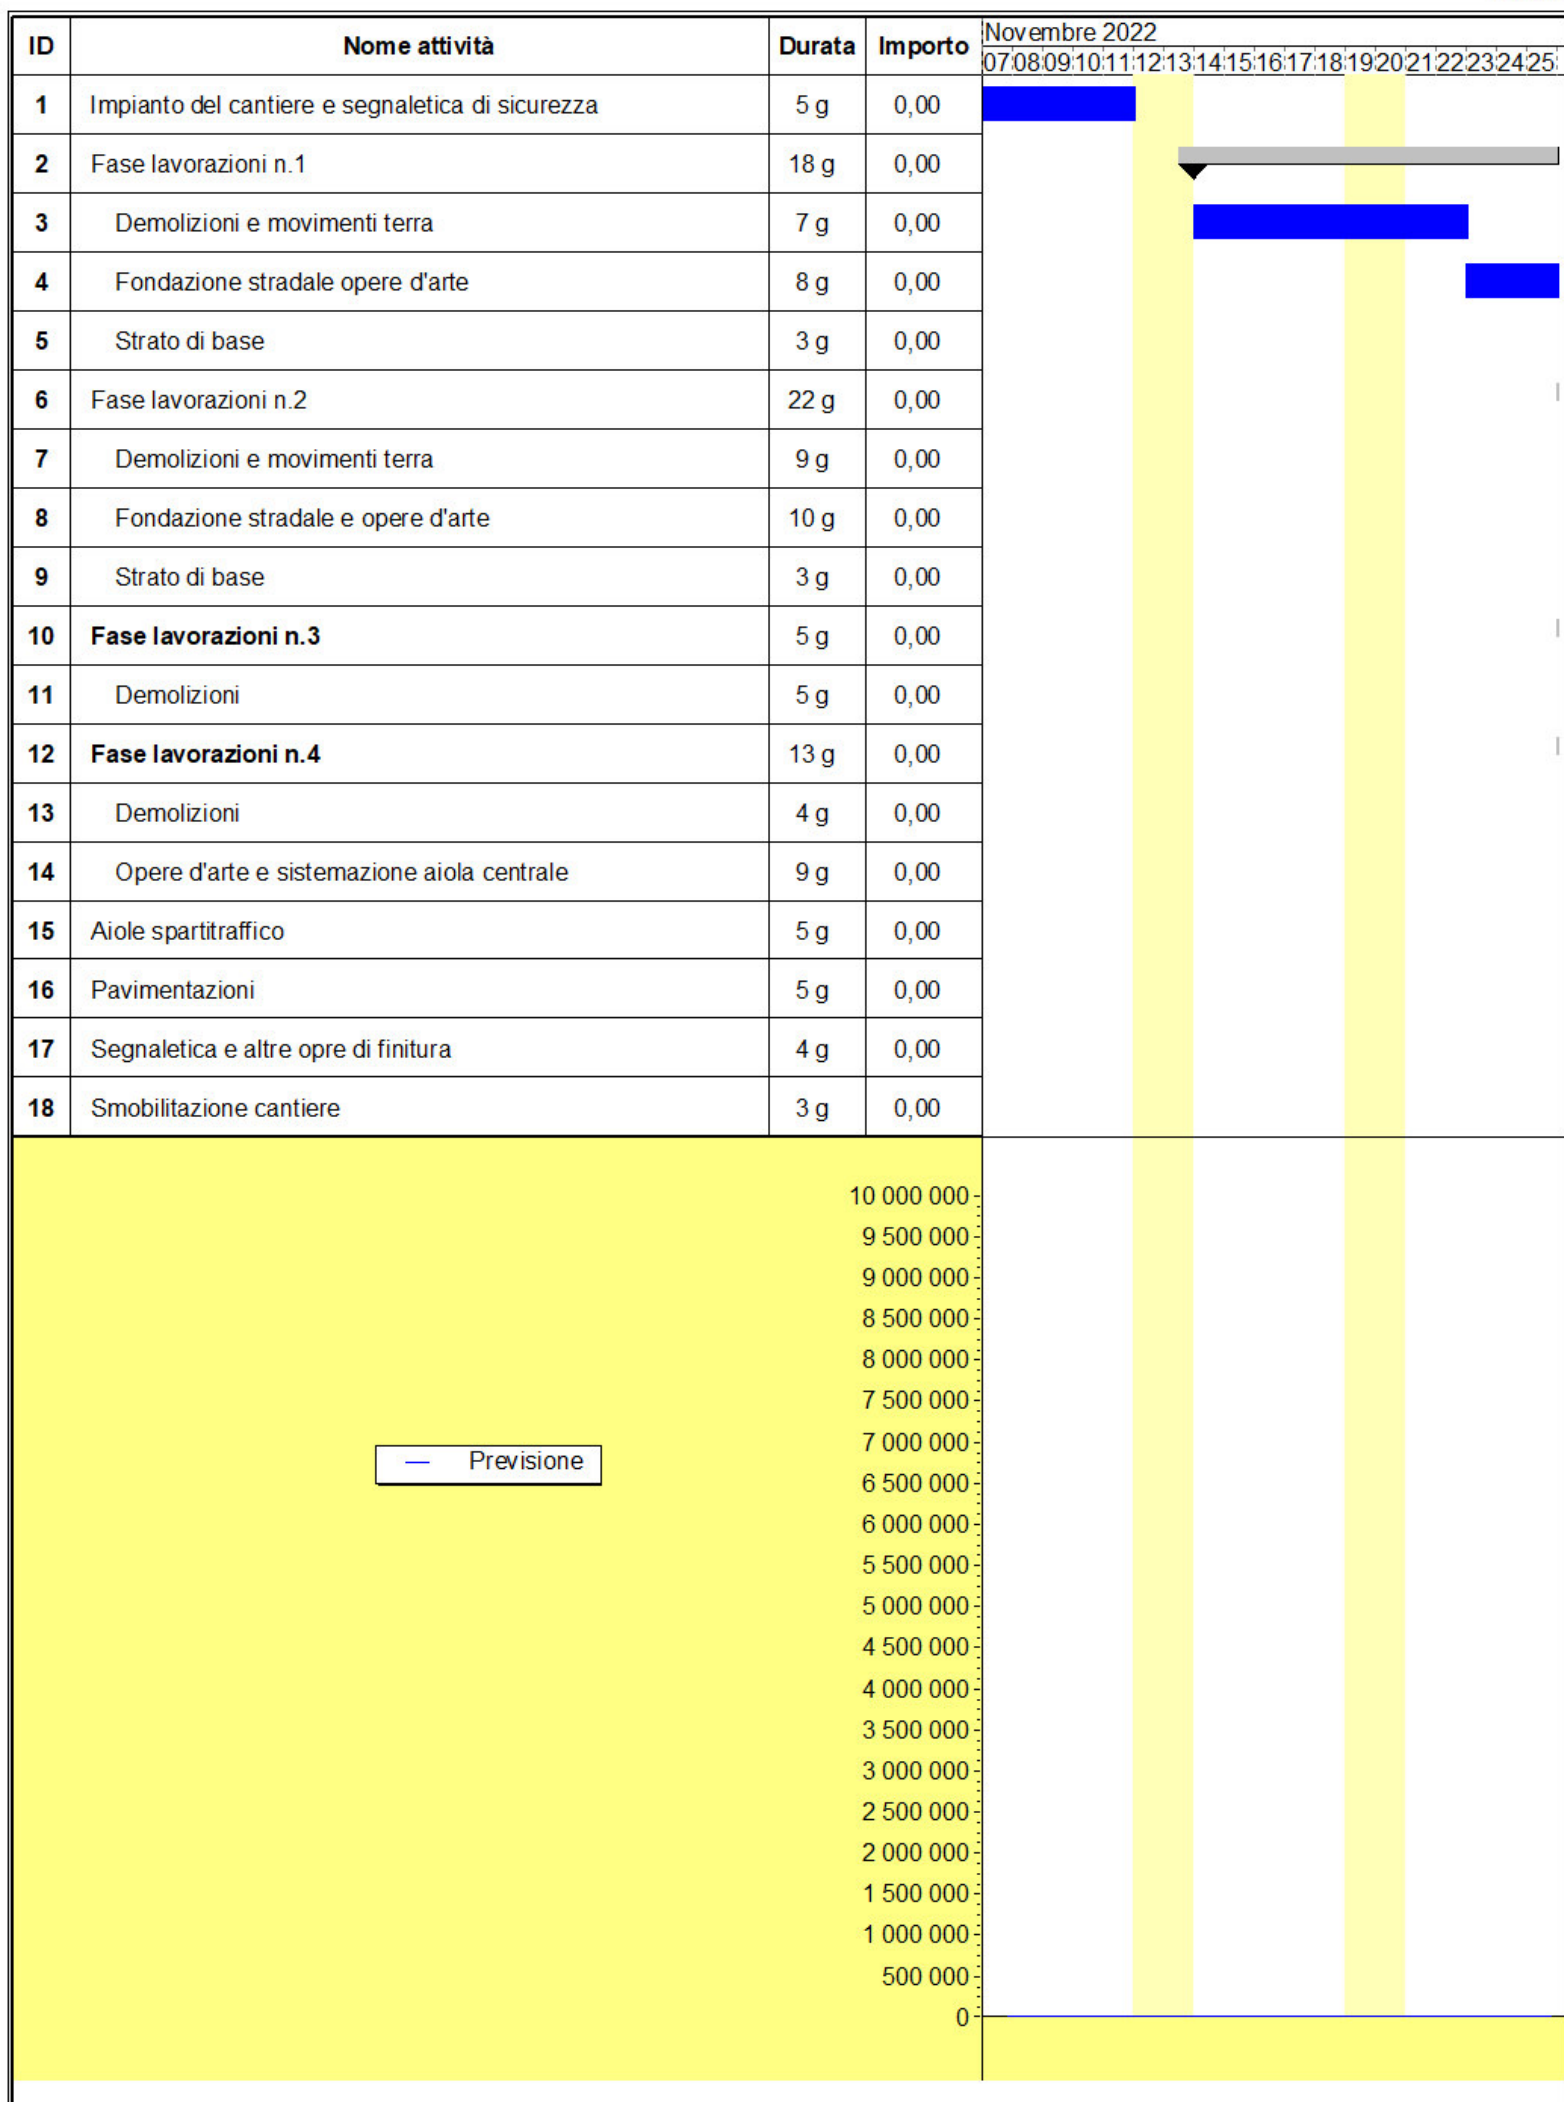 ID Nome attività Durata Importo Novembre 2022
07 08 09 10 11 12 13 14 15 16 17 18 19 20 21 22 23 24 25
1 Impianto del cantiere e segnaletica di sicurezza 5 g 0,00
2 Fase lavorazioni n.1 18 g 0,00
3 Demolizioni e movimenti terra 7 g 0,00
4 Fondazione stradale opere d'arte 8 g 0,00
5 Strato di base 3 g 0,00
6 Fase lavorazioni n.2 22 g 0,00
7 Demolizioni e movimenti terra 9 g 0,00
8 Fondazione stradale e opere d'arte 10 g 0,00
9 Strato di base 3 g 0,00
10 Fase lavorazioni n.3 5 g 0,00
11 Demolizioni 5 g 0,00
12 Fase lavorazioni n.4 13 g 0,00
13 Demolizioni 4 g 0,00
14 Opere d'arte e sistemazione aiola centrale 9 g 0,00
15 Aiole spartitraffico 5 g 0,00
16 Pavimentazioni 5 g 0,00
17 Segnaletica e altre opre di finitura 4 g 0,00
18 Smobilitazione cantiere 3 g 0,00
10 000 000
9 500 000
9 000 000
8 500 000
8 000 000
7 500 000
7 000 000
Previsione
6 500 000
6 000 000
5 500 000
5 000 000
4 500 000
4 000 000
3 500 000
3 000 000
2 500 000
2 000 000
1 500 000
1 000 000
500 000
0